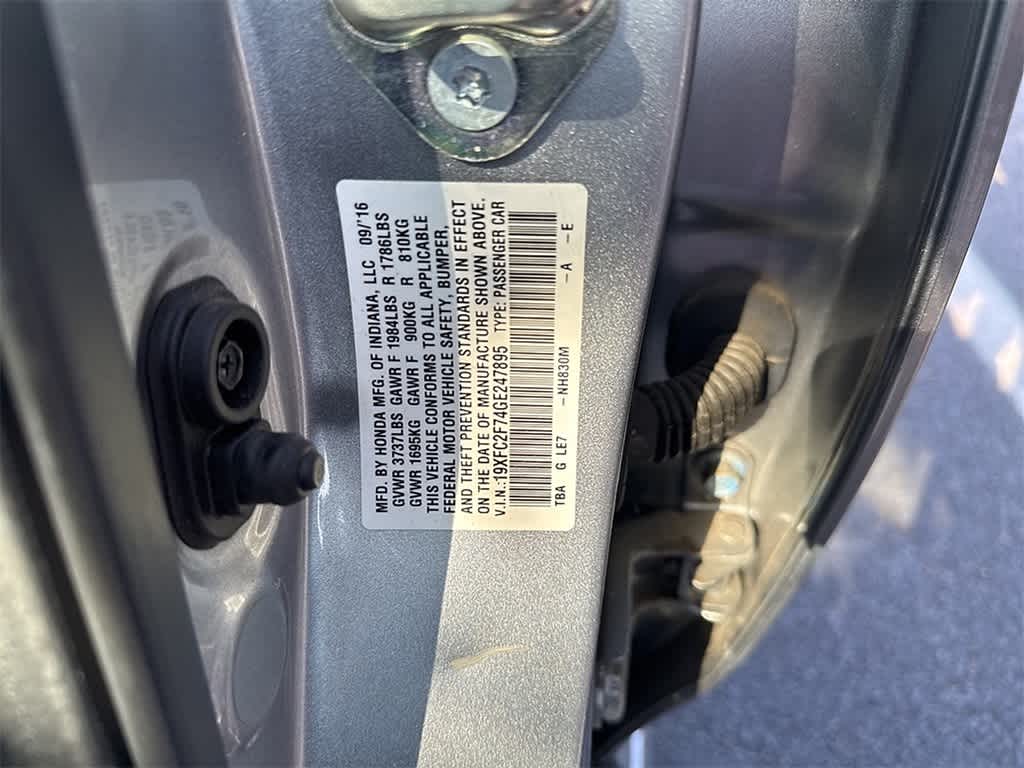 MFD. BY HONDA MFG. OF INDIANA, LLC 09/'16
GVWR 3737LBS GAWR F 1984LBS R 1786LBS
GVWR 1695KG GAWR F 900KG R 810KG
THIS VEHICLE CONFORMS TO ALL APPLICABLE
FEDERAL MOTOR VEHICLE SAFETY, BUMPER,
AND THEFT PREVENTION STANDARDS IN EFFECT
ON THE DATE OF MANUFACTURE SHOWN ABOVE.
V.I.N.:19XFC2F74GE247895 TYPE: PASSENGER CAR
TBA G LE7 -NH830M -A -E